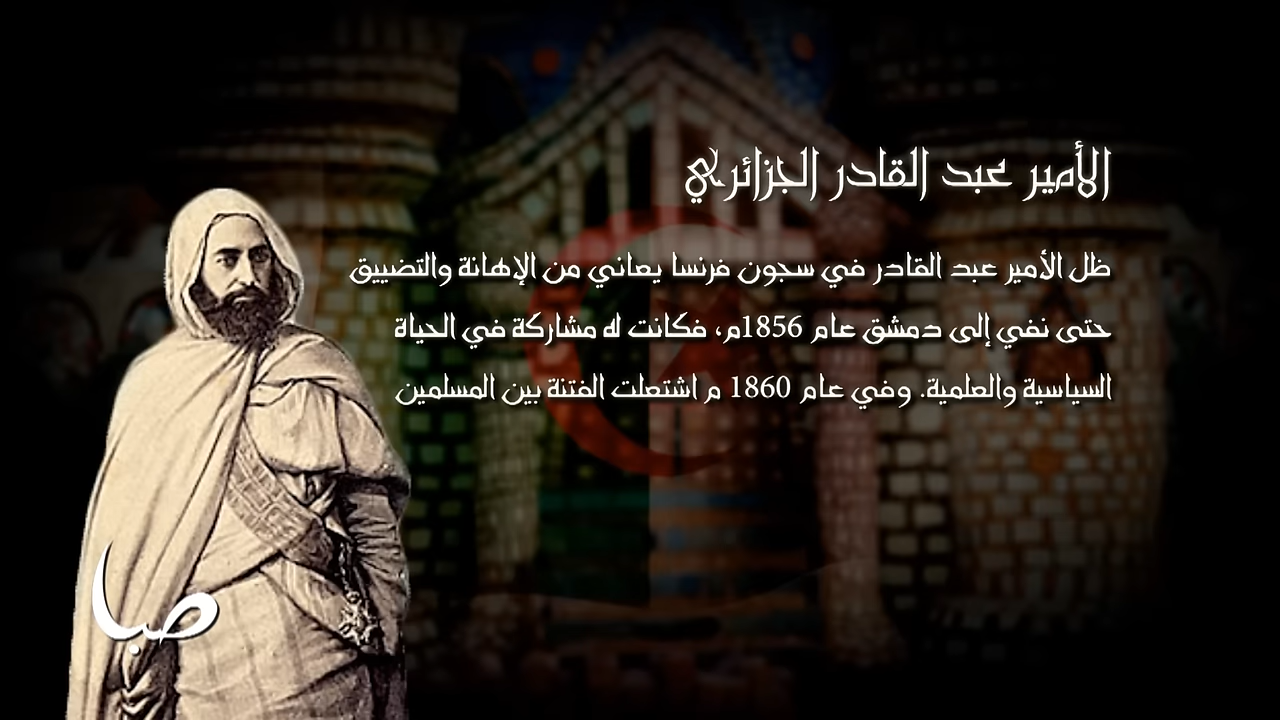 الأمير عبد القادر الجزائري
ظل الأمير عبد القادر في سجون فرنسا يعاني من الإهانة والتضييق
حتى نفي إلى دمشق عام 1856م، فكانت له مشاركة في الحياة
السياسية والعلمية. وفي عام 1860 م اشتعلت الفتنة بين المسلمين
صبا